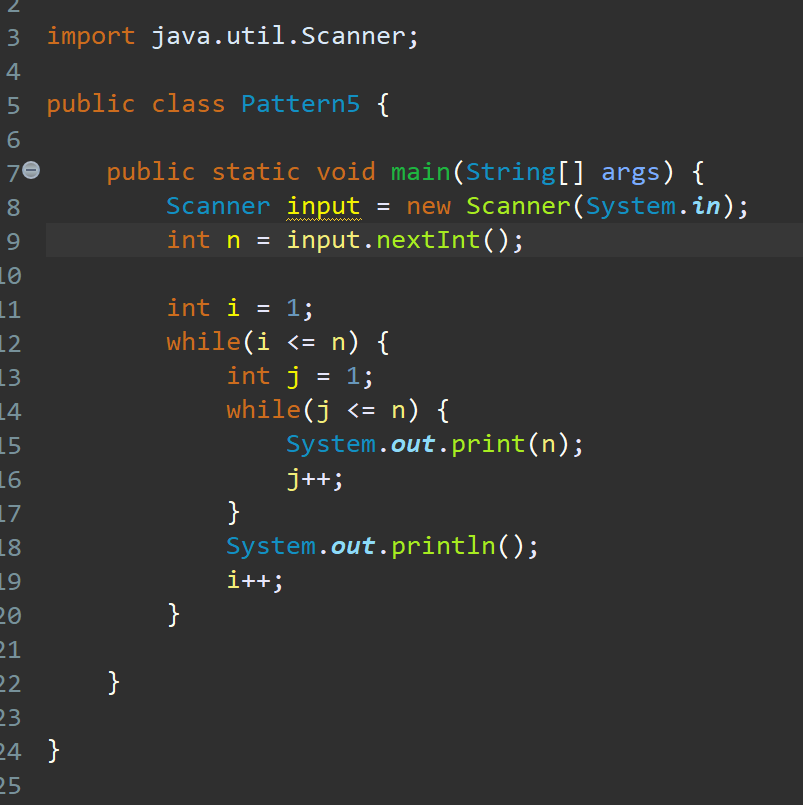 2
3 import java.util.Scanner;
4
5 public class Pattern5 {
6
7 public static void main(String[] args) {
8 Scanner input = new Scanner(System.in);
9 int n = input.nextInt();
10
11 int i = 1;
12 while(i <= n) {
13 int j = 1;
14 while(j <= n) {
15 System.out.print(n);
16 j++;
17 }
18 System.out.println();
19 i++;
20 }
21
22 }
23
24 }
25